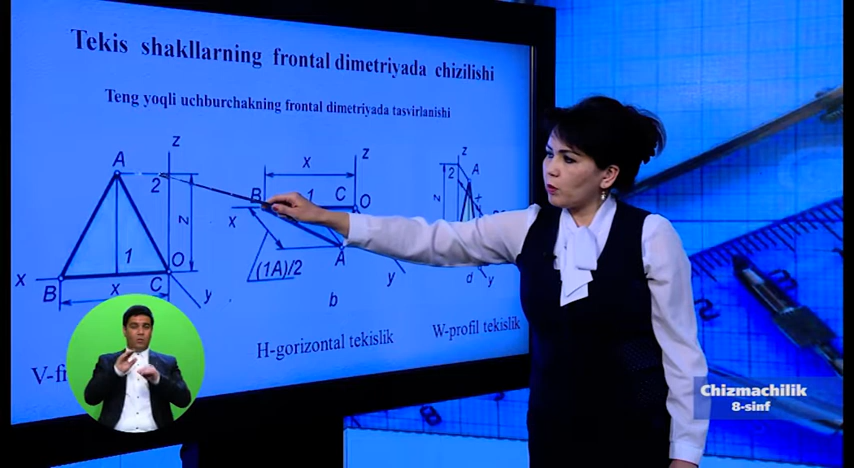 Tekis shakllarning frontal dimetriyada chizilishi
Teng yoqli uchburchakning frontal dimetriyada tasvirlanishi
z
A
2
z
1
x
B
x
C
O
y
x
z
B
1
C
O
x
A
(1A)/2
y
b
z
2
A
z
d
y
H-gorizontal tekislik
W-profil tekislik
Chizmachilik
8-sinf